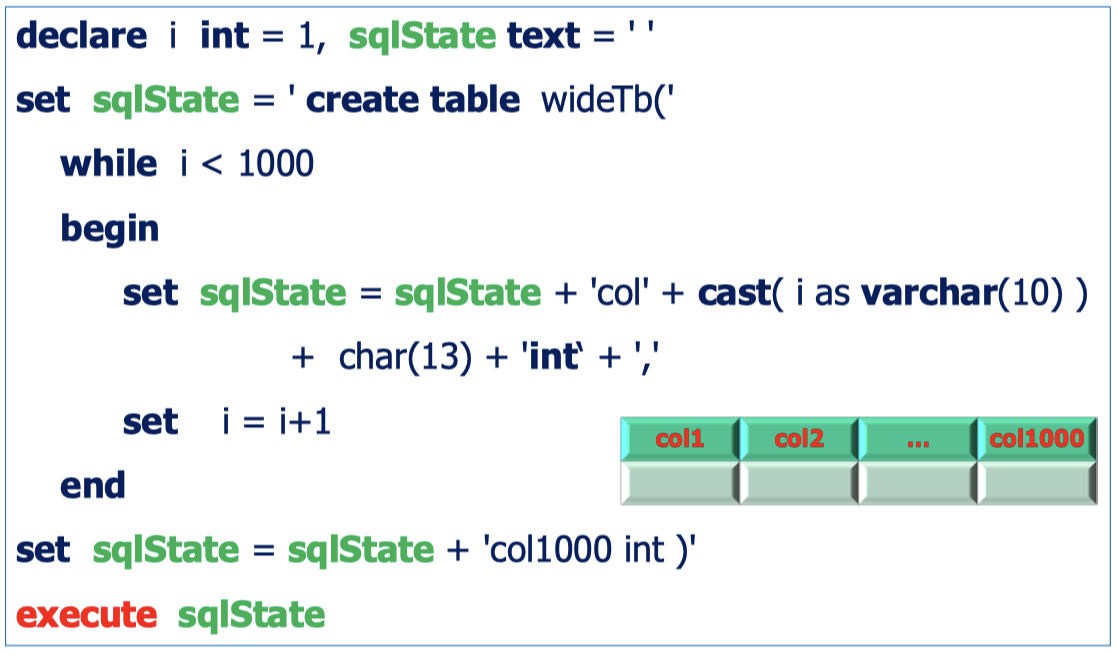 declare i int = 1, sqlState text = ' '
set sqlState = ' create table wideTb('
while i < 1000
begin
set sqlState = sqlState + 'col' + cast( i as varchar(10) )
+ char(13) + 'int‘ + ','
set i = i+1
end
col1 col2 ... col1000
set sqlState = sqlState + 'col1000 int )'
execute sqlState